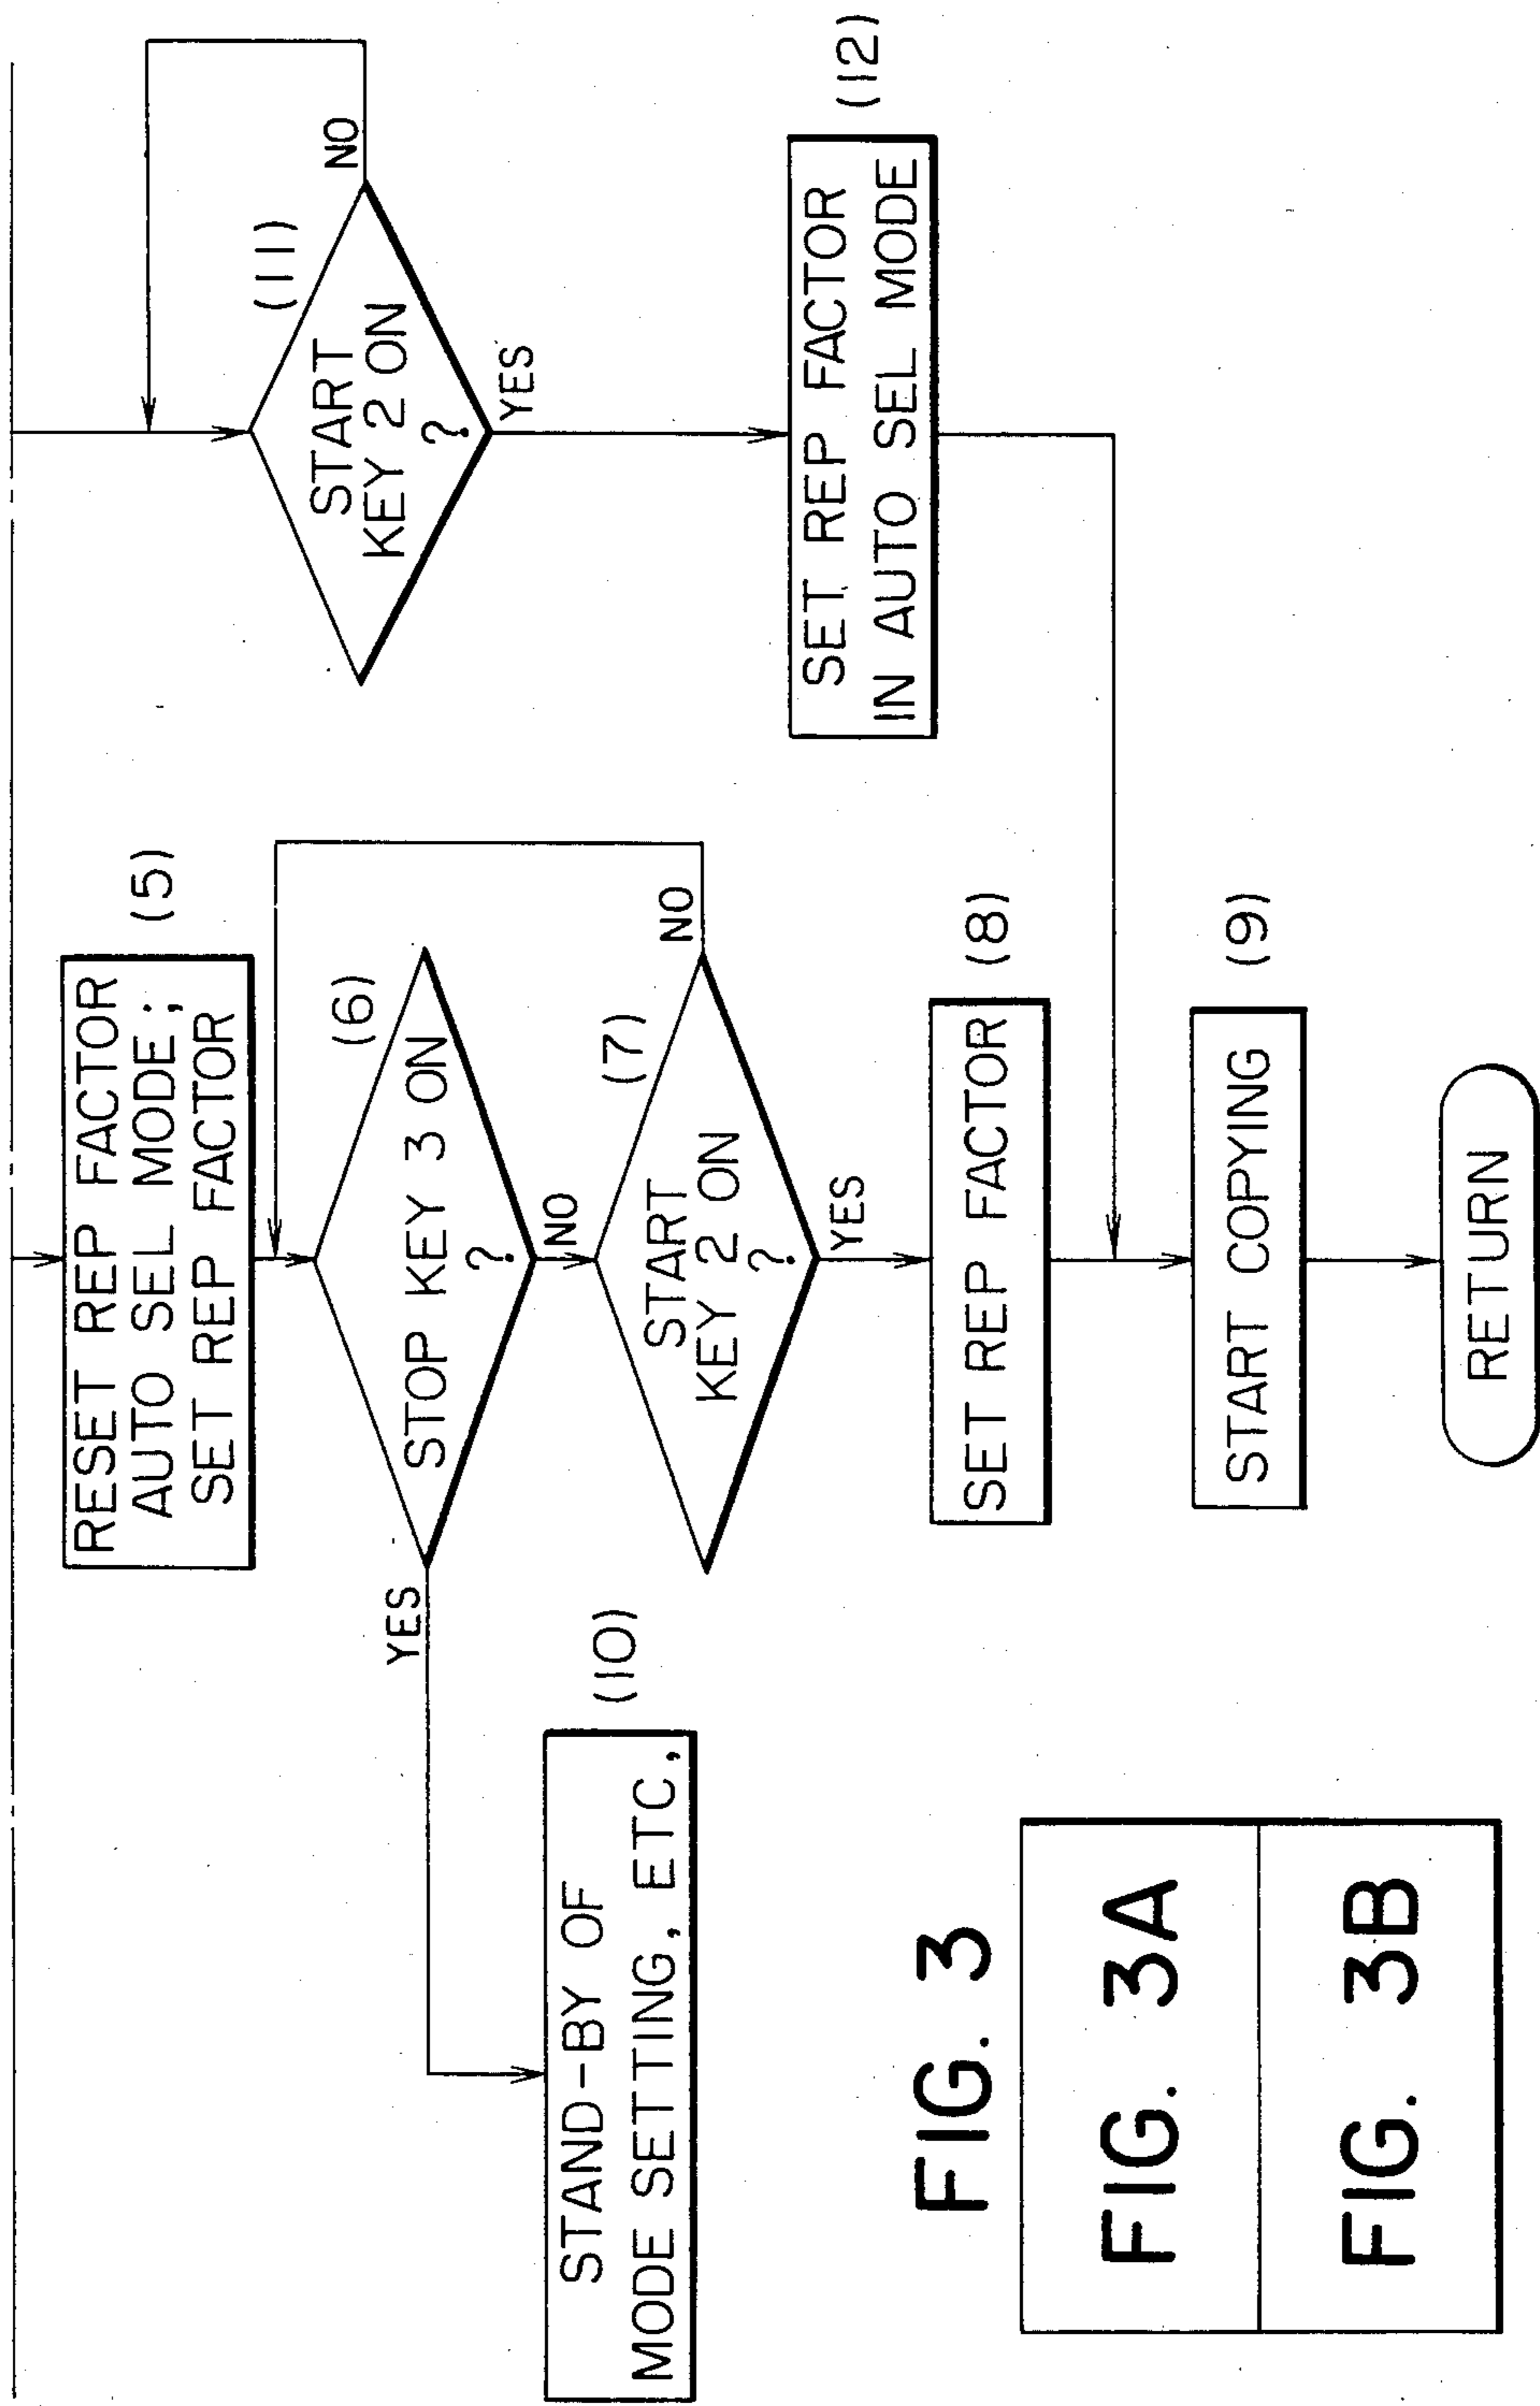 RESET REP FACTOR
AUTO SEL MODE;
SET REP FACTOR
(5)
STOP KEY 3 ON
?
(6)
YES
NO
START
KEY 2 ON
?
(7)
NO
YES
SET REP FACTOR
(8)
START COPYING
(9)
RETURN
STAND-BY OF
MODE SETTING, ETC,
(10)
START
KEY 2 ON
?
(11)
NO
YES
SET REP FACTOR
IN AUTO SEL MODE
(12)
FIG. 3
FIG. 3A
FIG. 3B